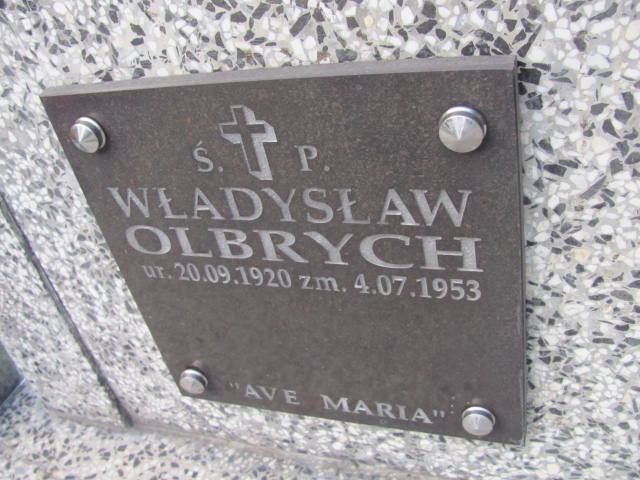 Ś. P.
WŁADYSŁAW
OLBRYCH
ur. 20.09.1920 zm. 4.07.1953
"AVE MARIA"